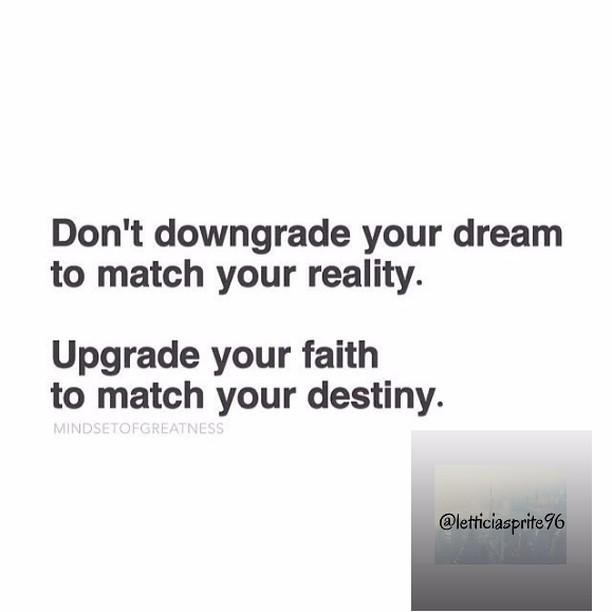 Don't downgrade your dream
to match your reality.
Upgrade your faith
to match your destiny.
MINDSETOFGREATNESS
@letticiasprite96